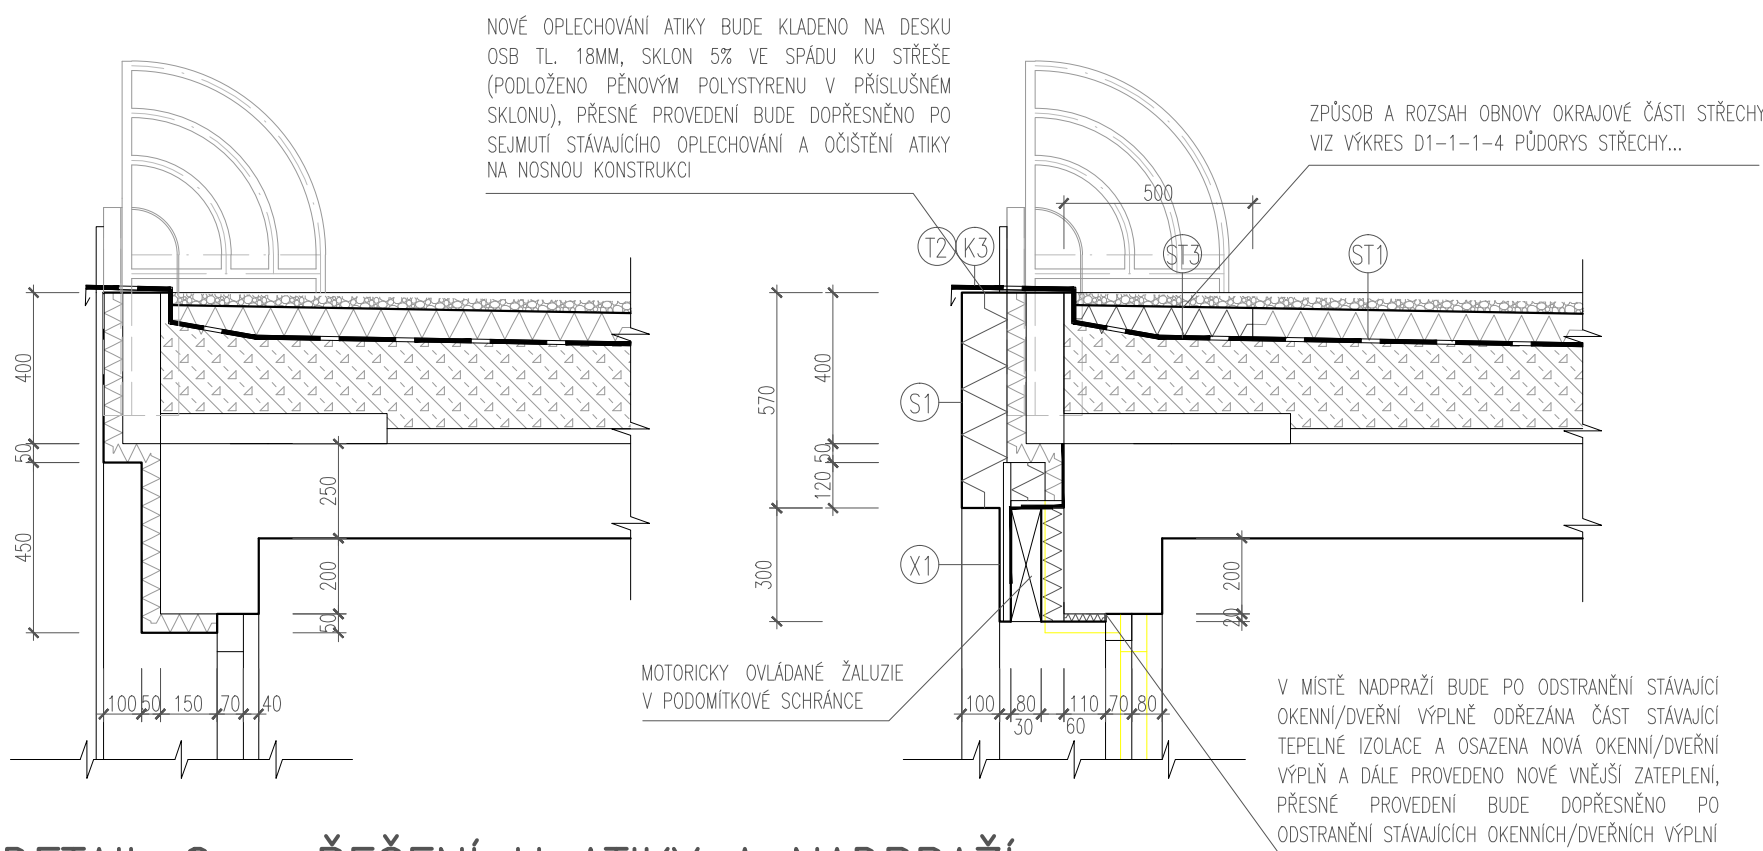 NOVÉ OPLECHOVÁNÍ ATIKY BUDE KLADENO NA DESKU
OSB TL. 18MM, SKLON 5% VE SPÁDU KU STŘEŠE
(PODLOŽENO PĚNOVÝM POLYSTYRENU V PŘÍSLUŠNÉM
SKLONU), PŘESNÉ PROVEDENÍ BUDE DOPŘESNĚNO PO
SEJMUTÍ STÁVAJÍCÍHO OPLECHOVÁNÍ A OČIŠTĚNÍ ATIKY
NA NOSNOU KONSTRUKCI
ZPŮSOB A ROZSAH OBNOVY OKRAJOVÉ ČÁSTI STŘECHY
VIZ VÝKRES D1-1-1-4 PŮDORYS STŘECHY...
500
T2 K3 ST3 ST1
400
50
450
250
200
50
100 50 150 70 40
570
300
400
50
120
S1
X1
200
20
100 80 110 70 80
30 60
MOTORICKY OVLÁDANÉ ŽALUZIE
V PODOMÍTKOVÉ SCHRÁNCE
V MÍSTĚ NADPRAŽÍ BUDE PO ODSTRANĚNÍ STÁVAJÍCÍ
OKENNÍ/DVEŘNÍ VÝPLNĚ ODŘEZÁNA ČÁST STÁVAJÍCÍ
TEPELNÉ IZOLACE A OSAZENA NOVÁ OKENNÍ/DVEŘNÍ
VÝPLŇ A DÁLE PROVEDENO NOVÉ VNĚJŠÍ ZATEPLENÍ,
PŘESNÉ PROVEDENÍ BUDE DOPŘESNĚNO PO
ODSTRANĚNÍ STÁVAJÍCÍCH OKENNÍCH/DVEŘNÍCH VÝPLNÍ
DETAIL ŘEŠENÍ U ATIKY A NADPRAŽÍ